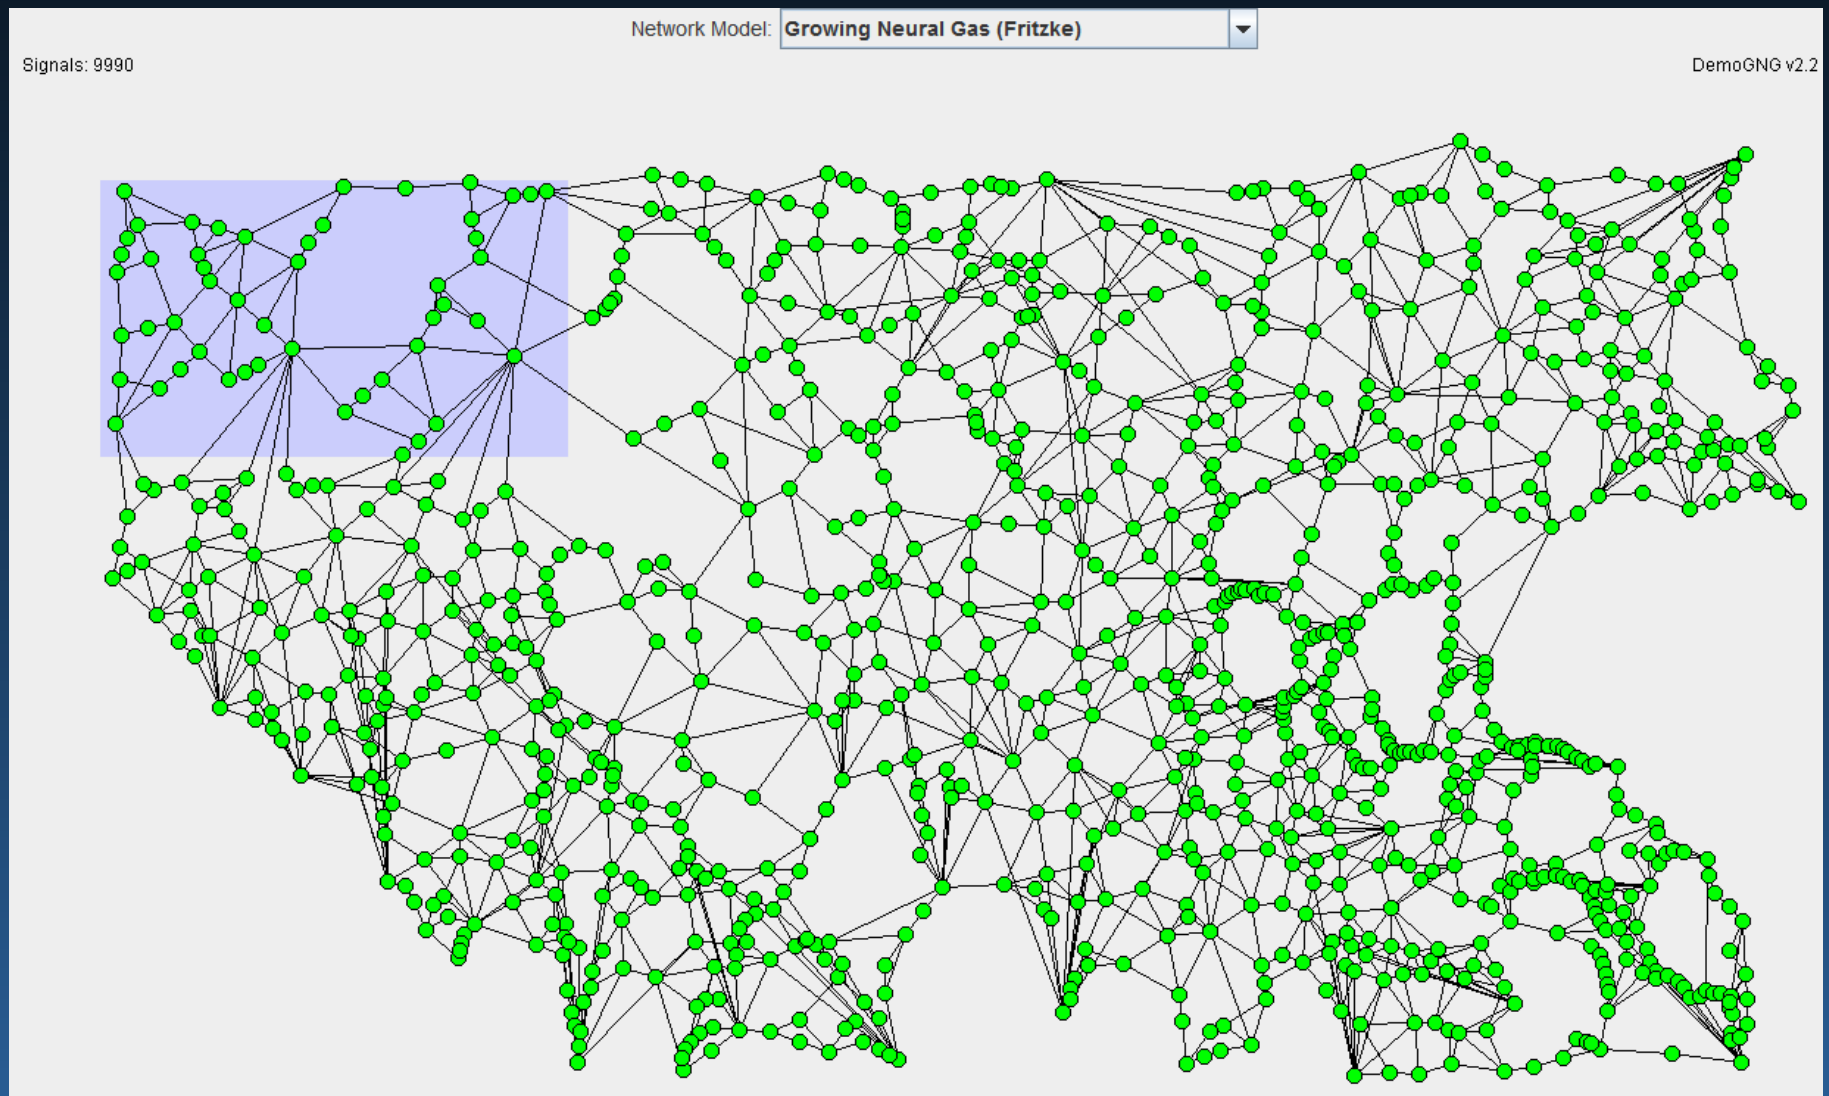 Network Model: Growing Neural Gas (Fritzke)
Signals: 9990
DemoGNG v2.2